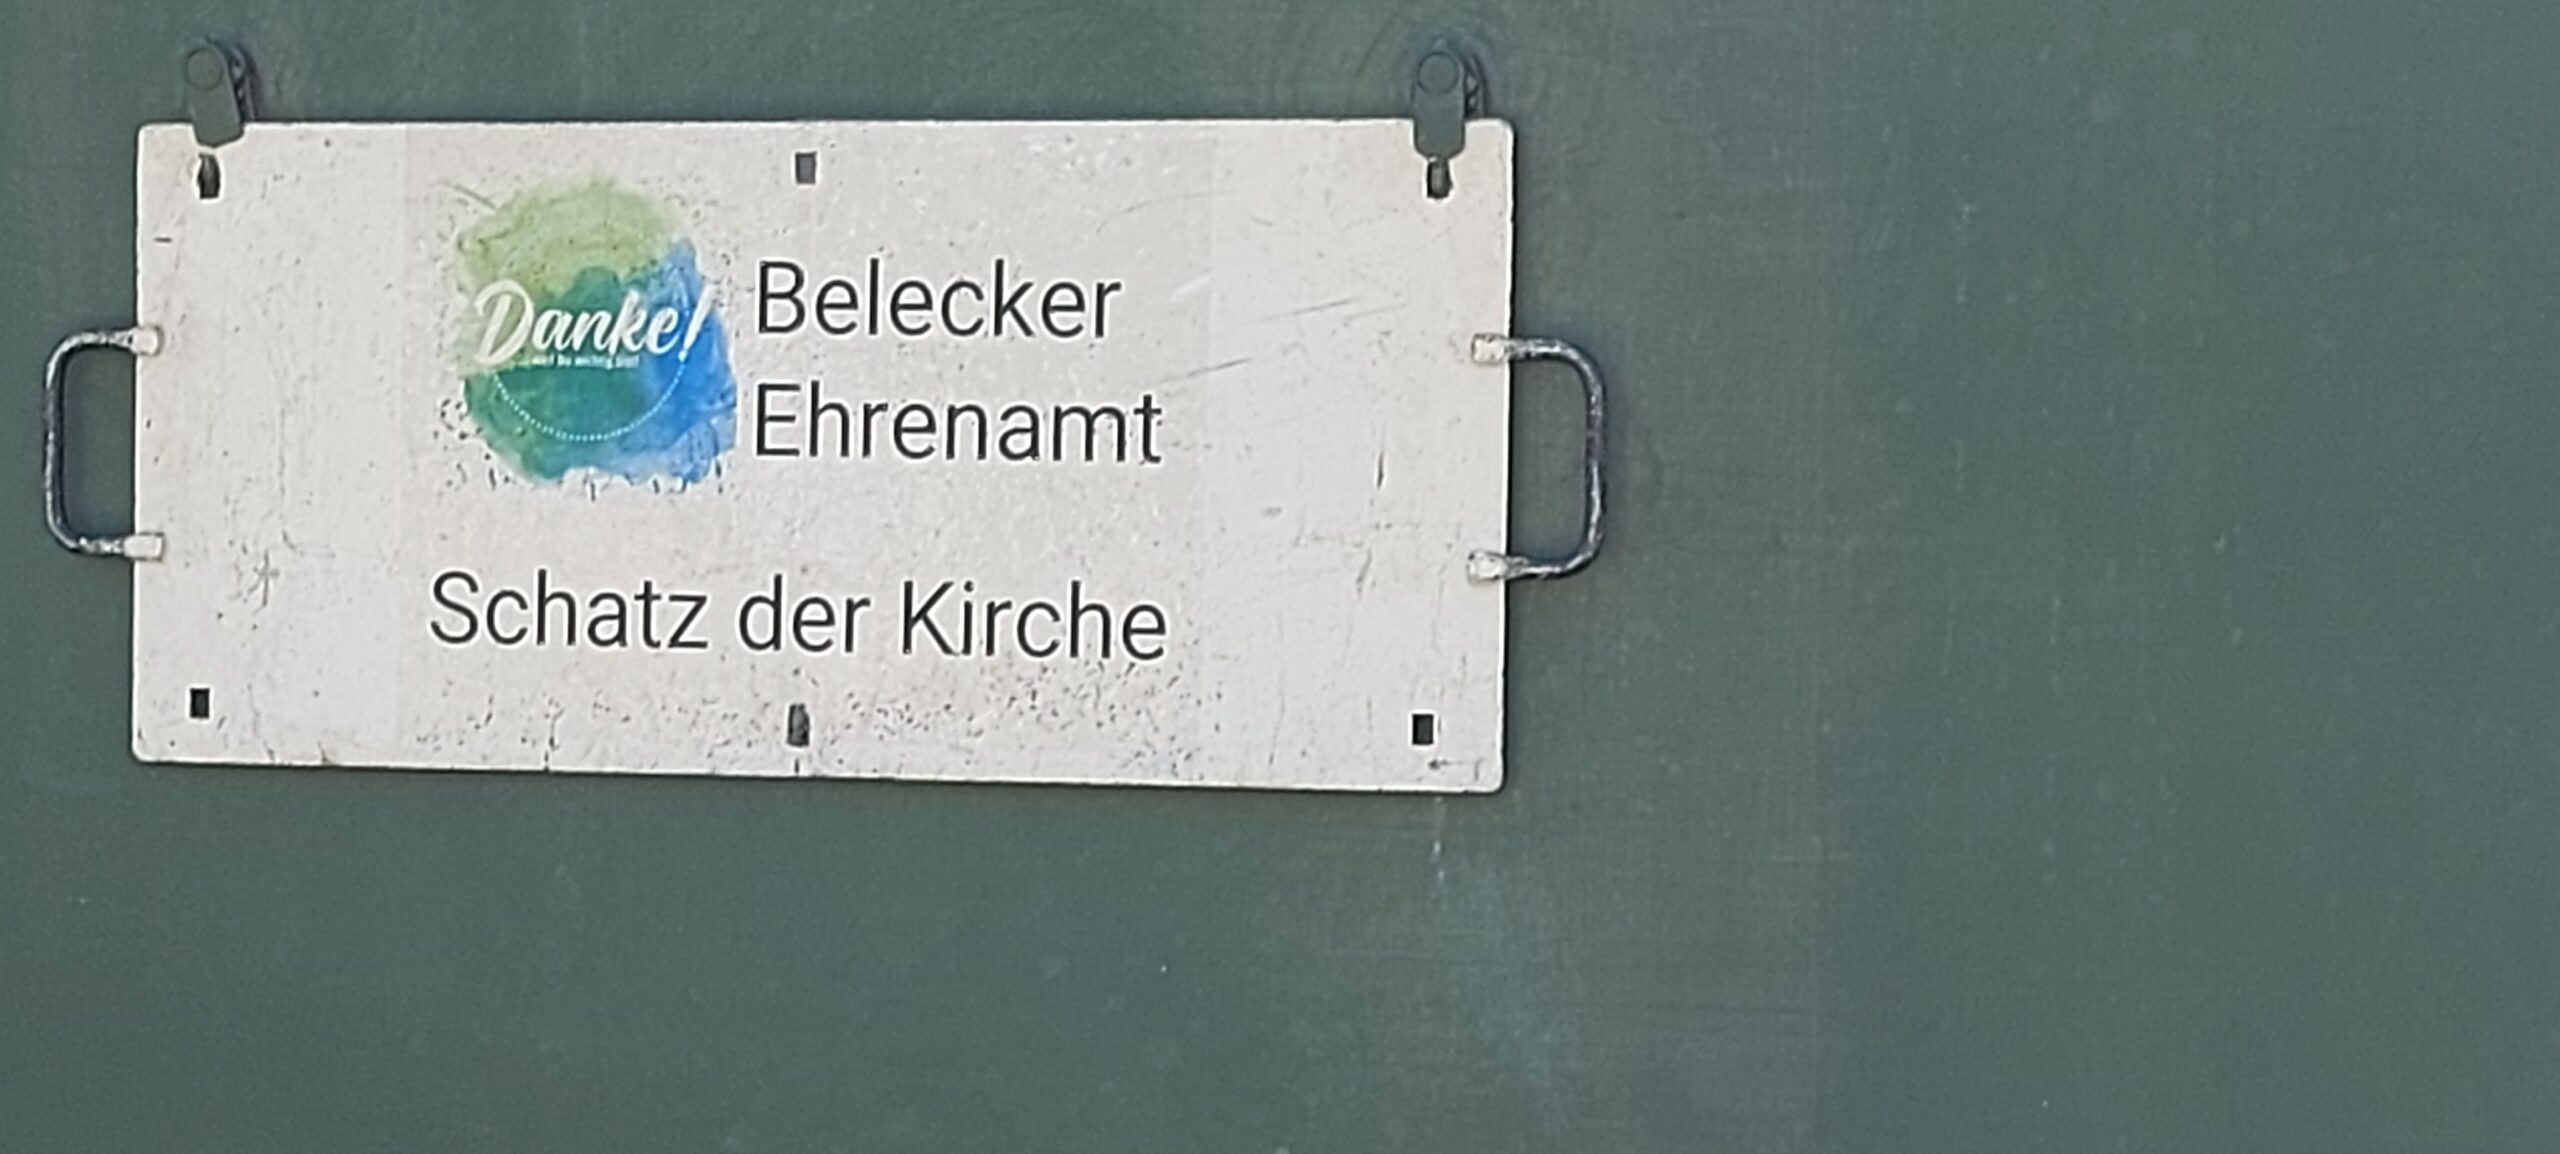 Danke!
Belecker
Ehrenamt
Schatz der Kirche